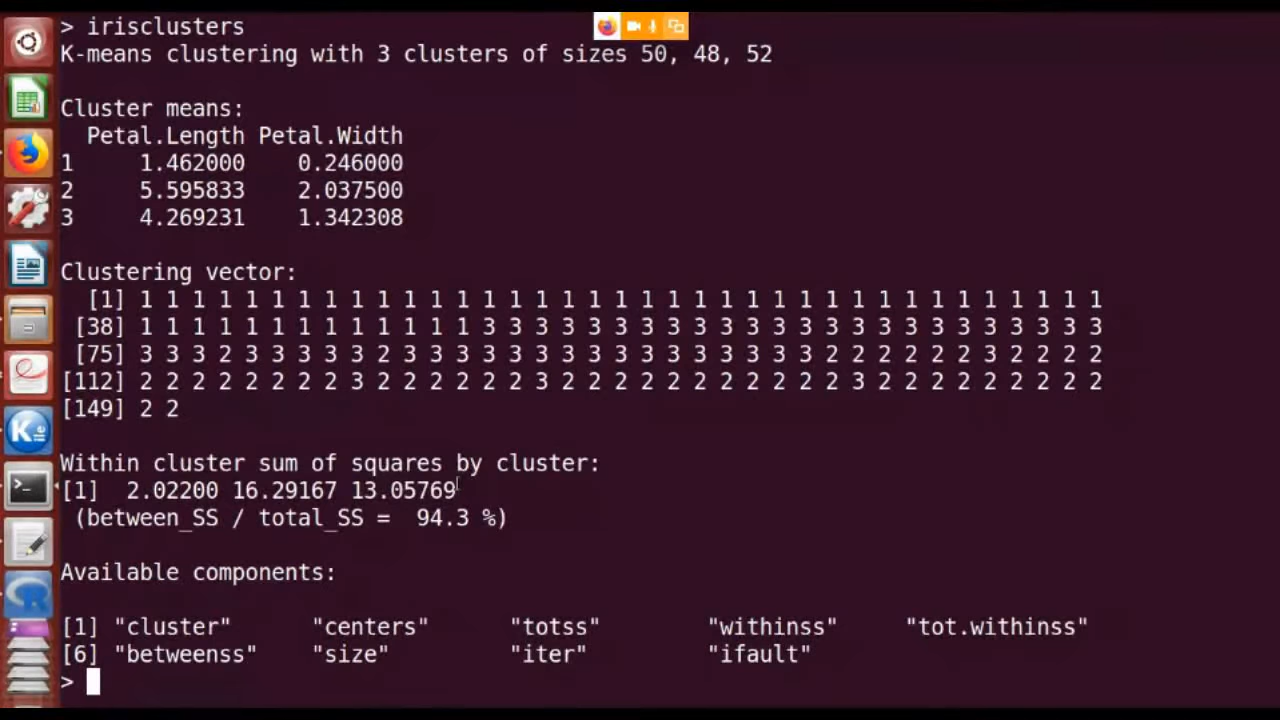 > irisclusters
K-means clustering with 3 clusters of sizes 50, 48, 52
Cluster means:
Petal.Length Petal.Width
1 1.462000 0.246000
2 5.595833 2.037500
3 4.269231 1.342308
Clustering vector:
[1] 1 1 1 1 1 1 1 1 1 1 1 1 1 1 1 1 1 1 1 1 1 1 1 1 1 1 1 1 1 1 1 1 1 1 1 1 1
[38] 1 1 1 1 1 1 1 1 1 1 1 1 1 3 3 3 3 3 3 3 3 3 3 3 3 3 3 3 3 3 3 3 3 3 3 3 3
[75] 3 3 3 2 3 3 3 3 3 2 3 3 3 3 3 3 3 3 3 3 3 3 3 3 3 3 2 2 2 2 2 2 3 2 2 2 2
[112] 2 2 2 2 2 2 2 2 3 2 2 2 2 2 2 3 2 2 2 2 2 2 2 2 2 2 2 3 2 2 2 2 2 2 2 2 2
[149] 2 2
Within cluster sum of squares by cluster:
[1] 2.02200 16.29167 13.05769
(between_SS / total_SS = 94.3 %)
Available components:
[1] "cluster" "centers" "totss" "withinss" "tot.withinss"
[6] "betweenss" "size" "iter" "ifault"
>